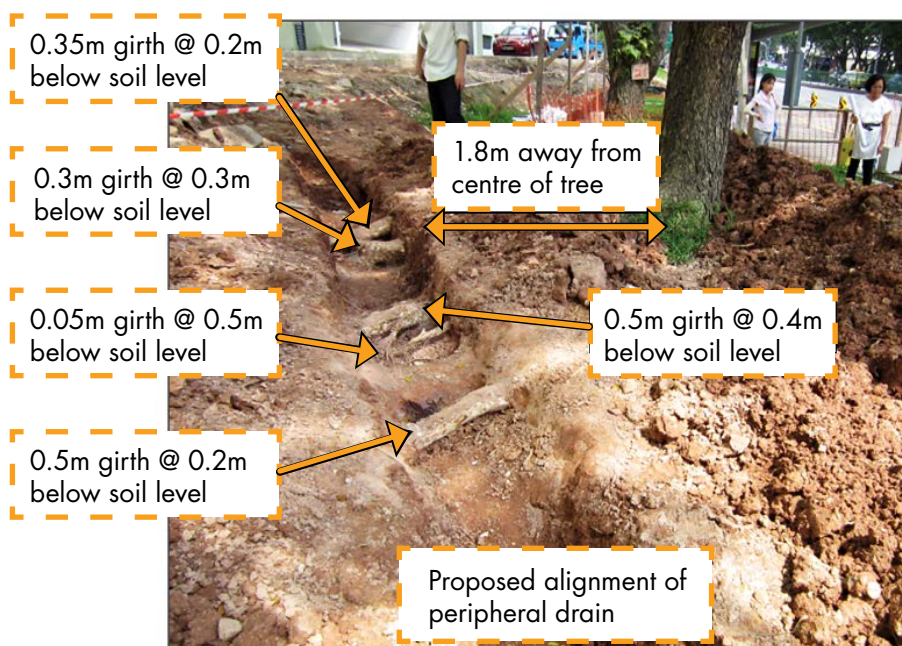 0.35m girth @ 0.2m
below soil level
0.3m girth @ 0.3m
below soil level
1.8m away from
centre of tree
0.05m girth @ 0.5m
below soil level
0.5m girth @ 0.4m
below soil level
0.5m girth @ 0.2m
below soil level
Proposed alignment of
peripheral drain